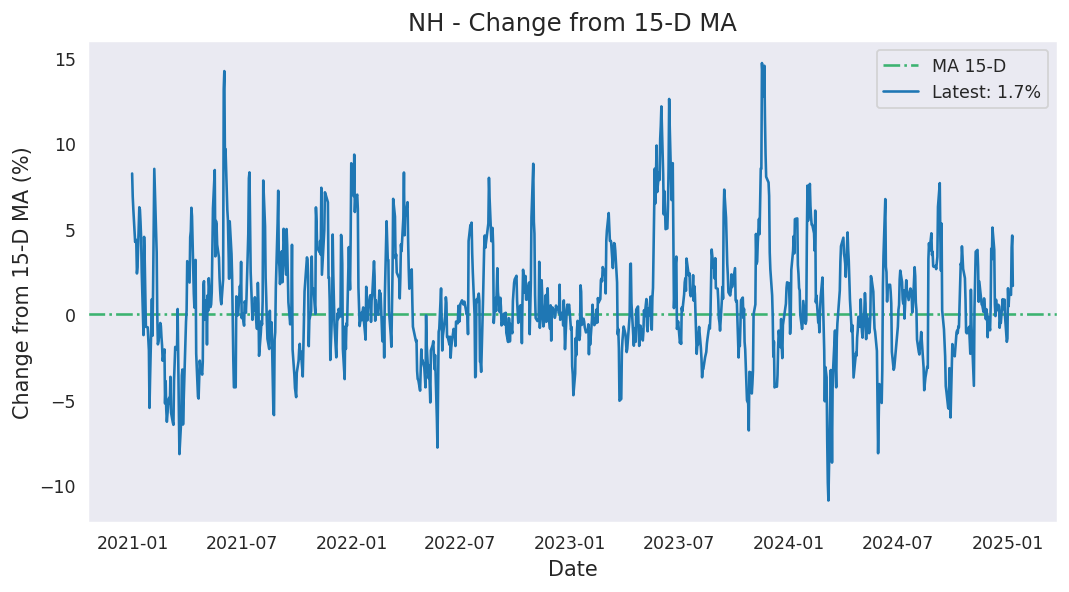 NH - Change from 15-D MA
MA 15-D
Latest: 1.7%
Change from 15-D MA (%)
15
10
5
0
−5
−10
2021-01 2021-07 2022-01 2022-07 2023-01 2023-07 2024-01 2024-07 2025-01
Date